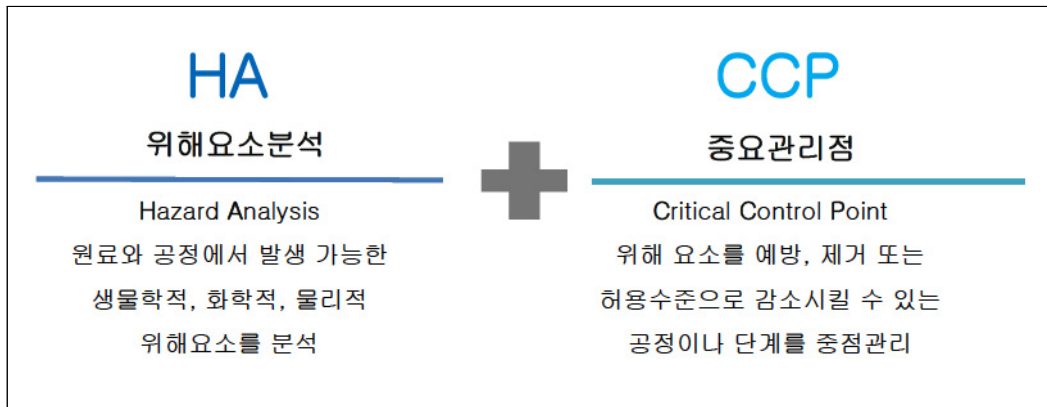 HA
위해요소분석
Hazard Analysis
원료와 공정에서 발생 가능한
생물학적, 화학적, 물리적
위해요소를 분석
CCP
중요관리점
Critical Control Point
위해 요소를 예방, 제거 또는
허용수준으로 감소시킬 수 있는
공정이나 단계를 중점관리